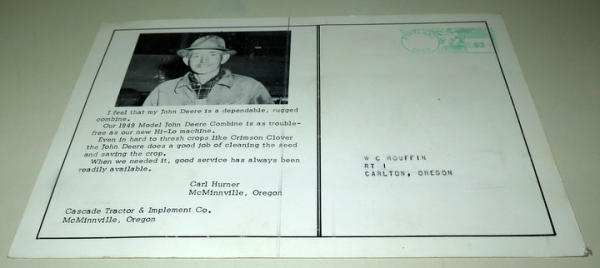 I feel that my John Deere is a dependable, rugged
combine.
Our 1949 Model John Deere Combine is as trouble-
free as our new Hi-Lo machine.
Even in hard to thresh crops like Crimson Clover
the John Deere does a good job of cleaning the seed
and saving the crop.
When we needed it, good service has always been
readily available.
Carl Hurner
McMinnville, Oregon
Cascade Tractor & Implement Co.
McMinnville, Oregon
W C ROUFFIN
RT 1
CARLTON, OREGON